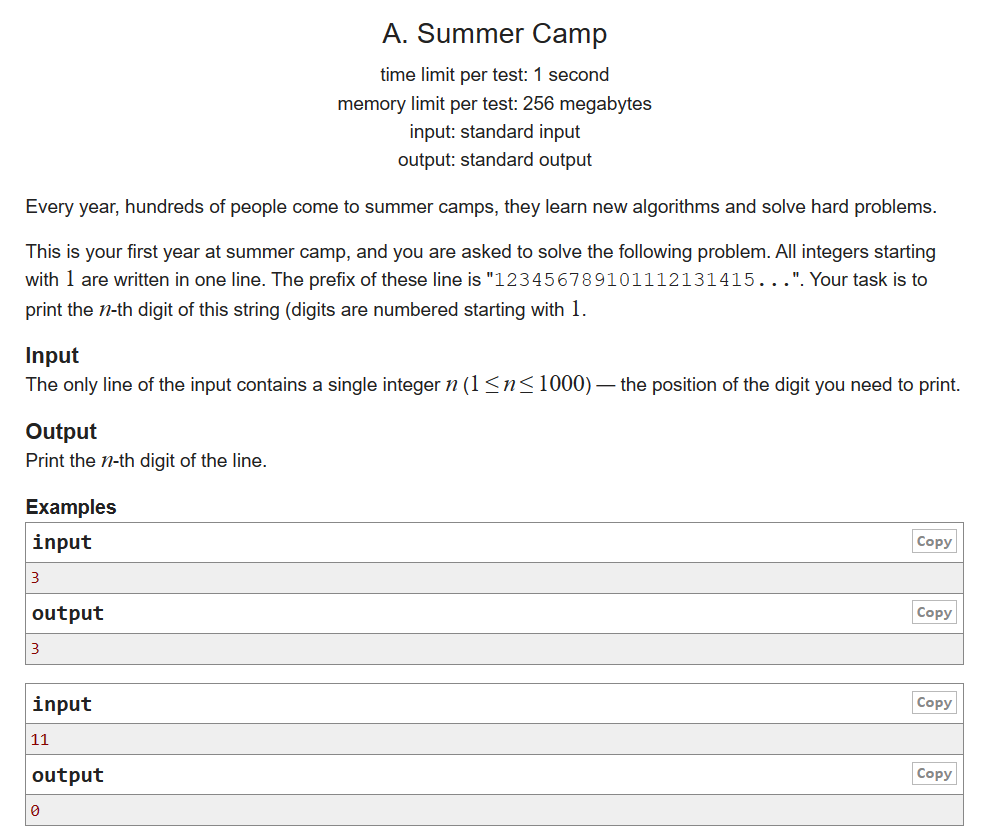 A. Summer Camp
time limit per test: 1 second
memory limit per test: 256 megabytes
input: standard input
output: standard output
Every year, hundreds of people come to summer camps, they learn new algorithms and solve hard problems.
This is your first year at summer camp, and you are asked to solve the following problem. All integers starting
with 1 are written in one line. The prefix of these line is "123456789101112131415...". Your task is to
print the n-th digit of this string (digits are numbered starting with 1.
Input
The only line of the input contains a single integer n (1 ≤ n ≤ 1000) — the position of the digit you need to print.
Output
Print the n-th digit of the line.
Examples
input Copy
3
output Copy
3
input Copy
11
output Copy
0